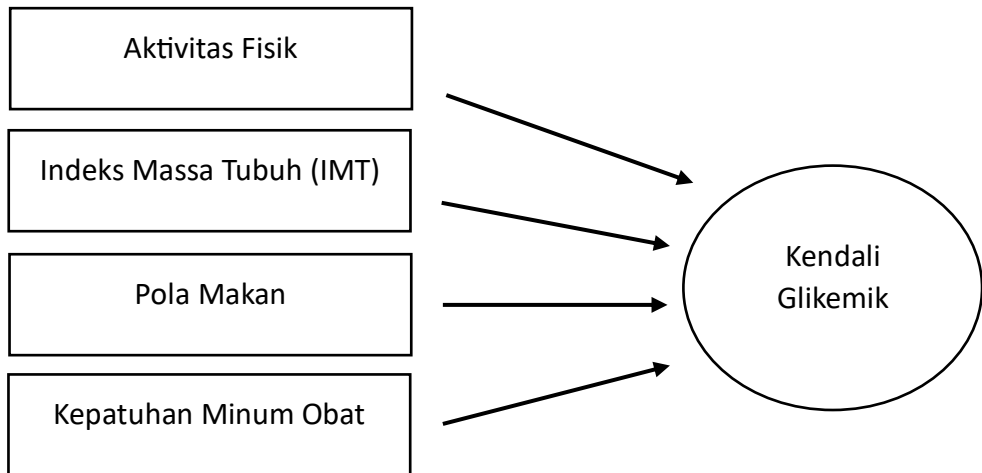 Aktivitas Fisik
Indeks Massa Tubuh (IMT)
Pola Makan
Kepatuhan Minum Obat
Kendali
Glikemik